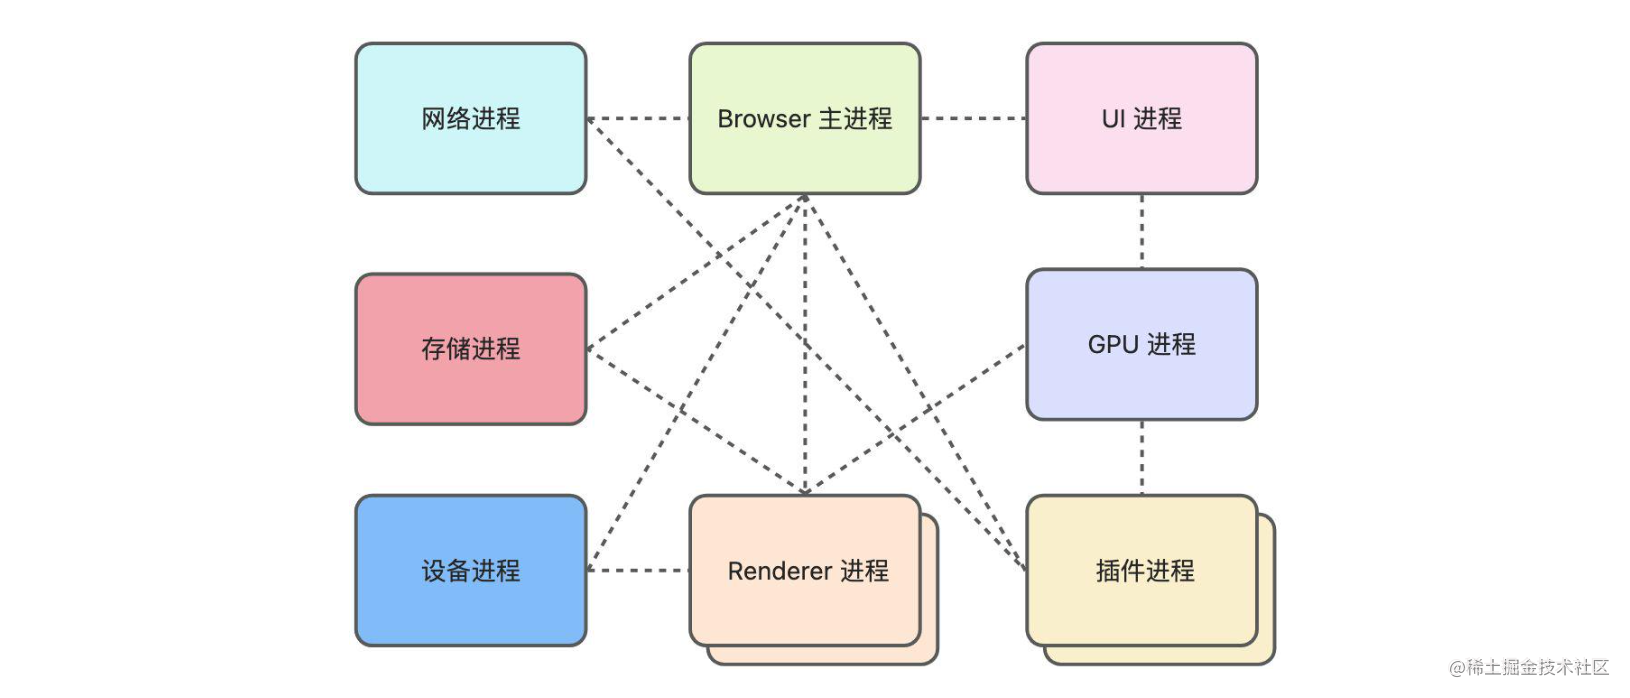 网络进程
Browser 主进程
UI 进程
存储进程
GPU 进程
设备进程
Renderer 进程
插件进程
@稀土掘金技术社区